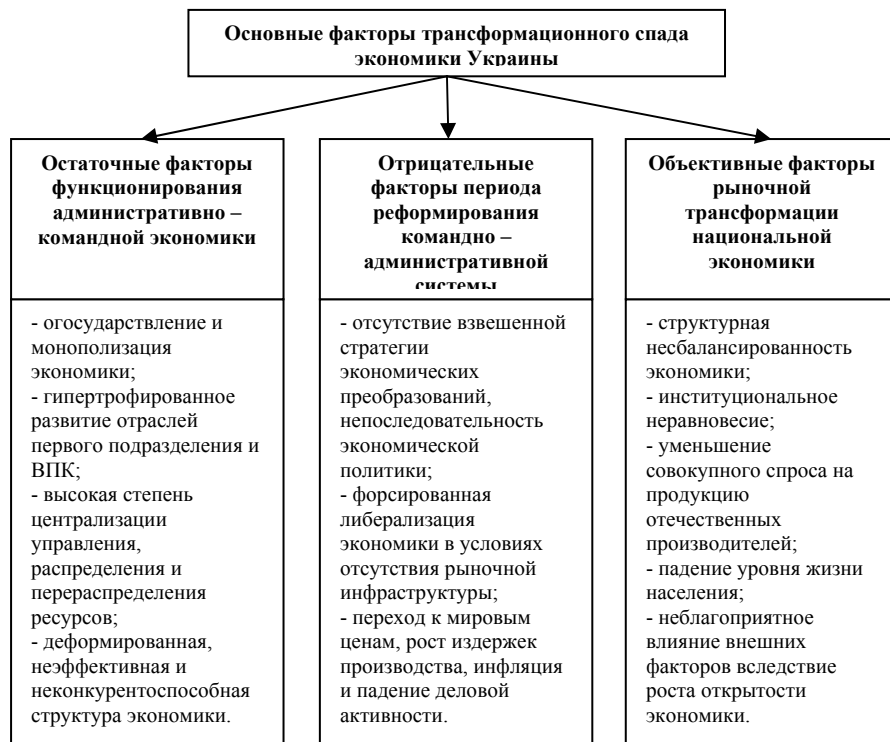 Основные факторы трансформационного спада
экономики Украины
Остаточные факторы
функционирования
административно –
командной экономики
Отрицательные
факторы периода
реформирования
командно –
административной
системы
Объективные факторы
рыночной
трансформации
национальной
экономики
- огосударствление и
монополизация
экономики;
- гипертрофированное
развитие отраслей
первого подразделения и
ВПК;
- высокая степень
централизации
управления,
распределения и
перераспределения
ресурсов;
- деформированная,
неэффективная и
неконкурентоспособная
структура экономики.
- отсутствие взвешенной
стратегии
экономических
преобразований,
непоследовательность
экономической
политики;
- форсированная
либерализация
экономики в условиях
отсутствия рыночной
инфраструктуры;
- переход к мировым
ценам, рост издержек
производства, инфляция
и падение деловой
активности.
- структурная
несбалансированность
экономики;
- институциональное
неравновесие;
- уменьшение
совокупного спроса на
продукцию
отечественных
производителей;
- падение уровня жизни
населения;
- неблагоприятное
влияние внешних
факторов вследствие
роста открытости
экономики.